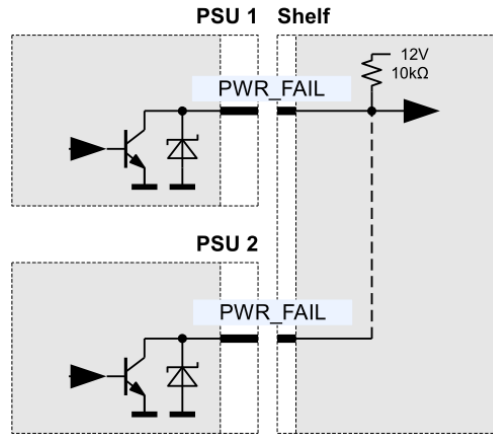 PSU 1 Shelf
12V
10kΩ
PWR_FAIL
PSU 2
PWR_FAIL